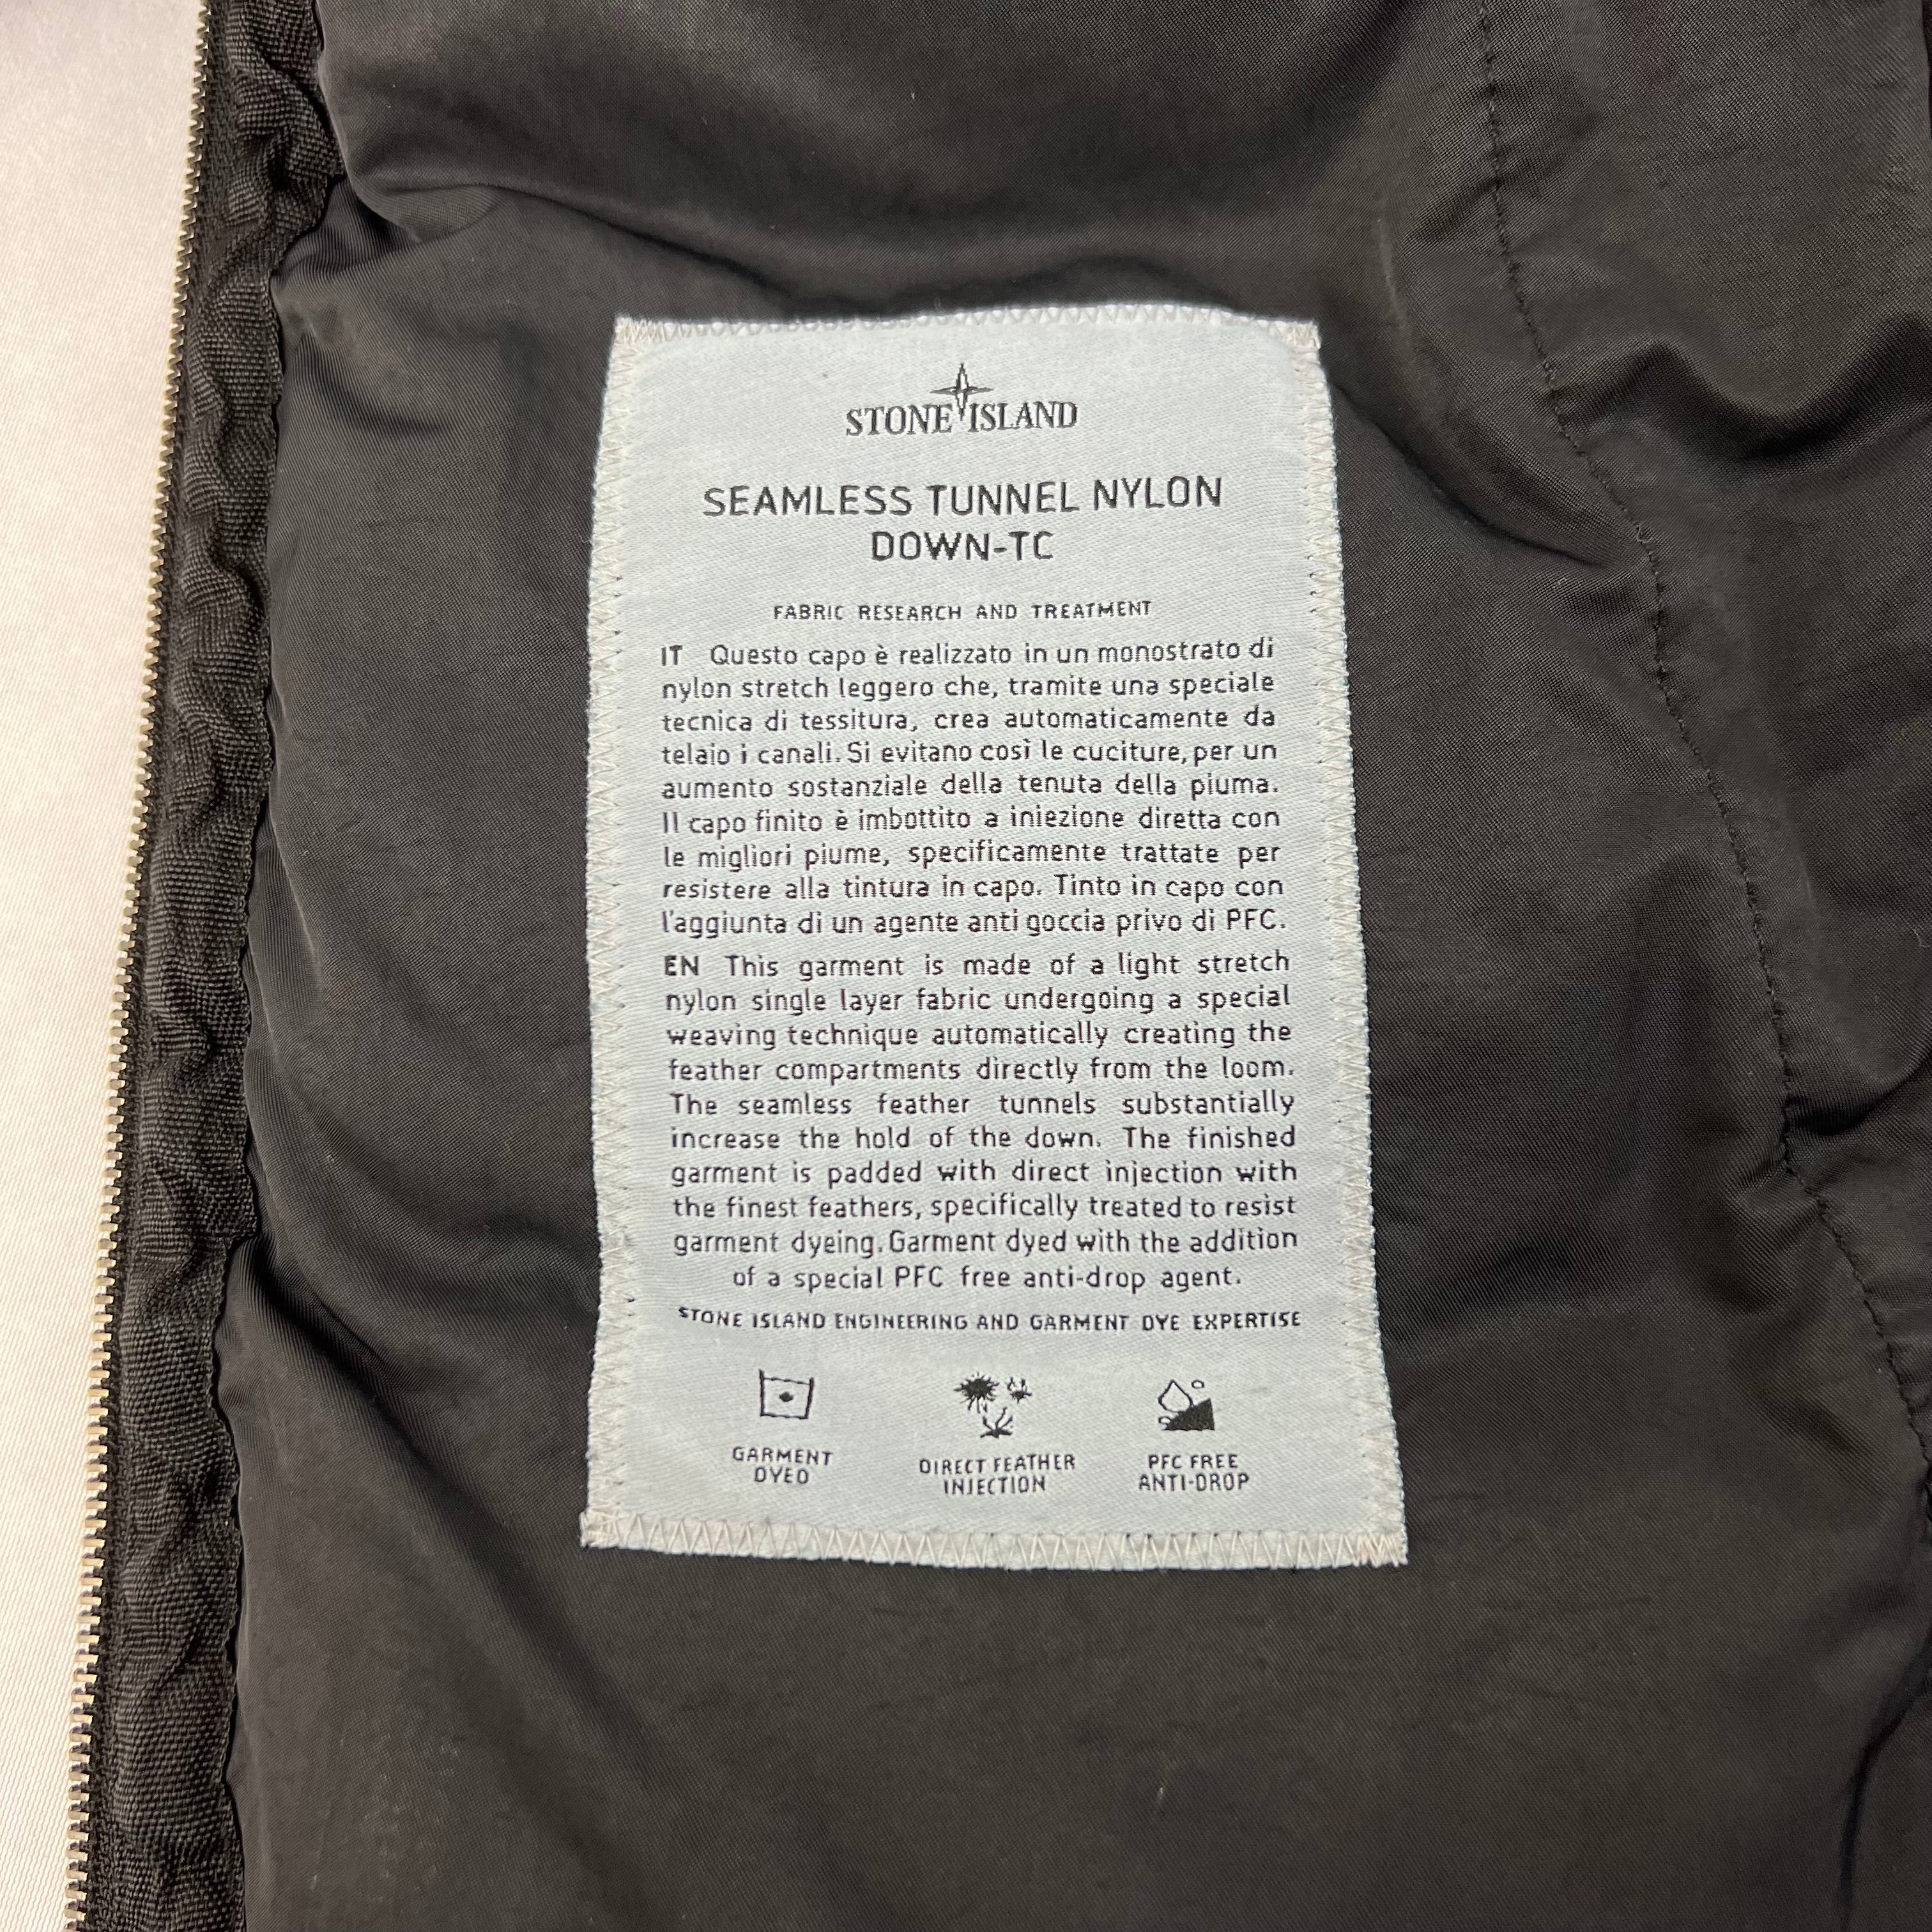 STONE ISLAND
SEAMLESS TUNNEL NYLON
DOWN-TC
FABRIC RESEARCH AND TREATMENT
IT Questo capo è realizzato in un monostrato di
nylon stretch leggero che, tramite una speciale
tecnica di tessitura, crea automaticamente da
telaio i canali. Si evitano così le cuciture, per un
aumento sostanziale della tenuta della piuma.
Il capo finito è imbottito a iniezione diretta con
le migliori piume, specificamente trattate per
resistere alla tintura in capo. Tinto in capo con
l'aggiunta di un agente anti goccia privo di PFC.
EN This garment is made of a light stretch
nylon single layer fabric undergoing a special
weaving technique automatically creating the
feather compartments directly from the loom.
The seamless feather tunnels substantially
increase the hold of the down. The finished
garment is padded with direct injection with
the finest feathers, specifically treated to resist
garment dyeing. Garment dyed with the addition
of a special PFC free anti-drop agent.
STONE ISLAND ENGINEERING AND GARMENT DYE EXPERTISE
GARMENT
DYED
DIRECT FEATHER
INJECTION
PFC FREE
ANTI-DROP